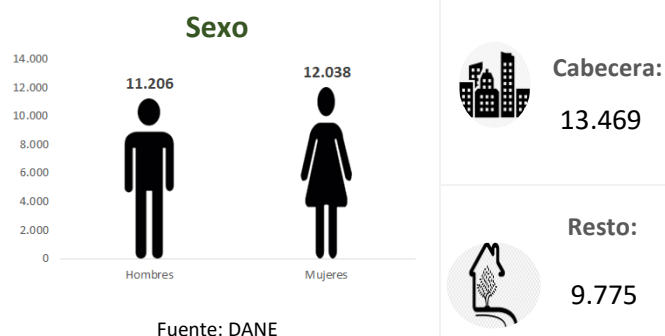 Sexo
14.000
12.000
10.000
8.000
6.000
4.000
2.000
0
11.206
12.038
Hombres
Mujeres
Fuente: DANE
Cabecera:
13.469
Resto:
9.775